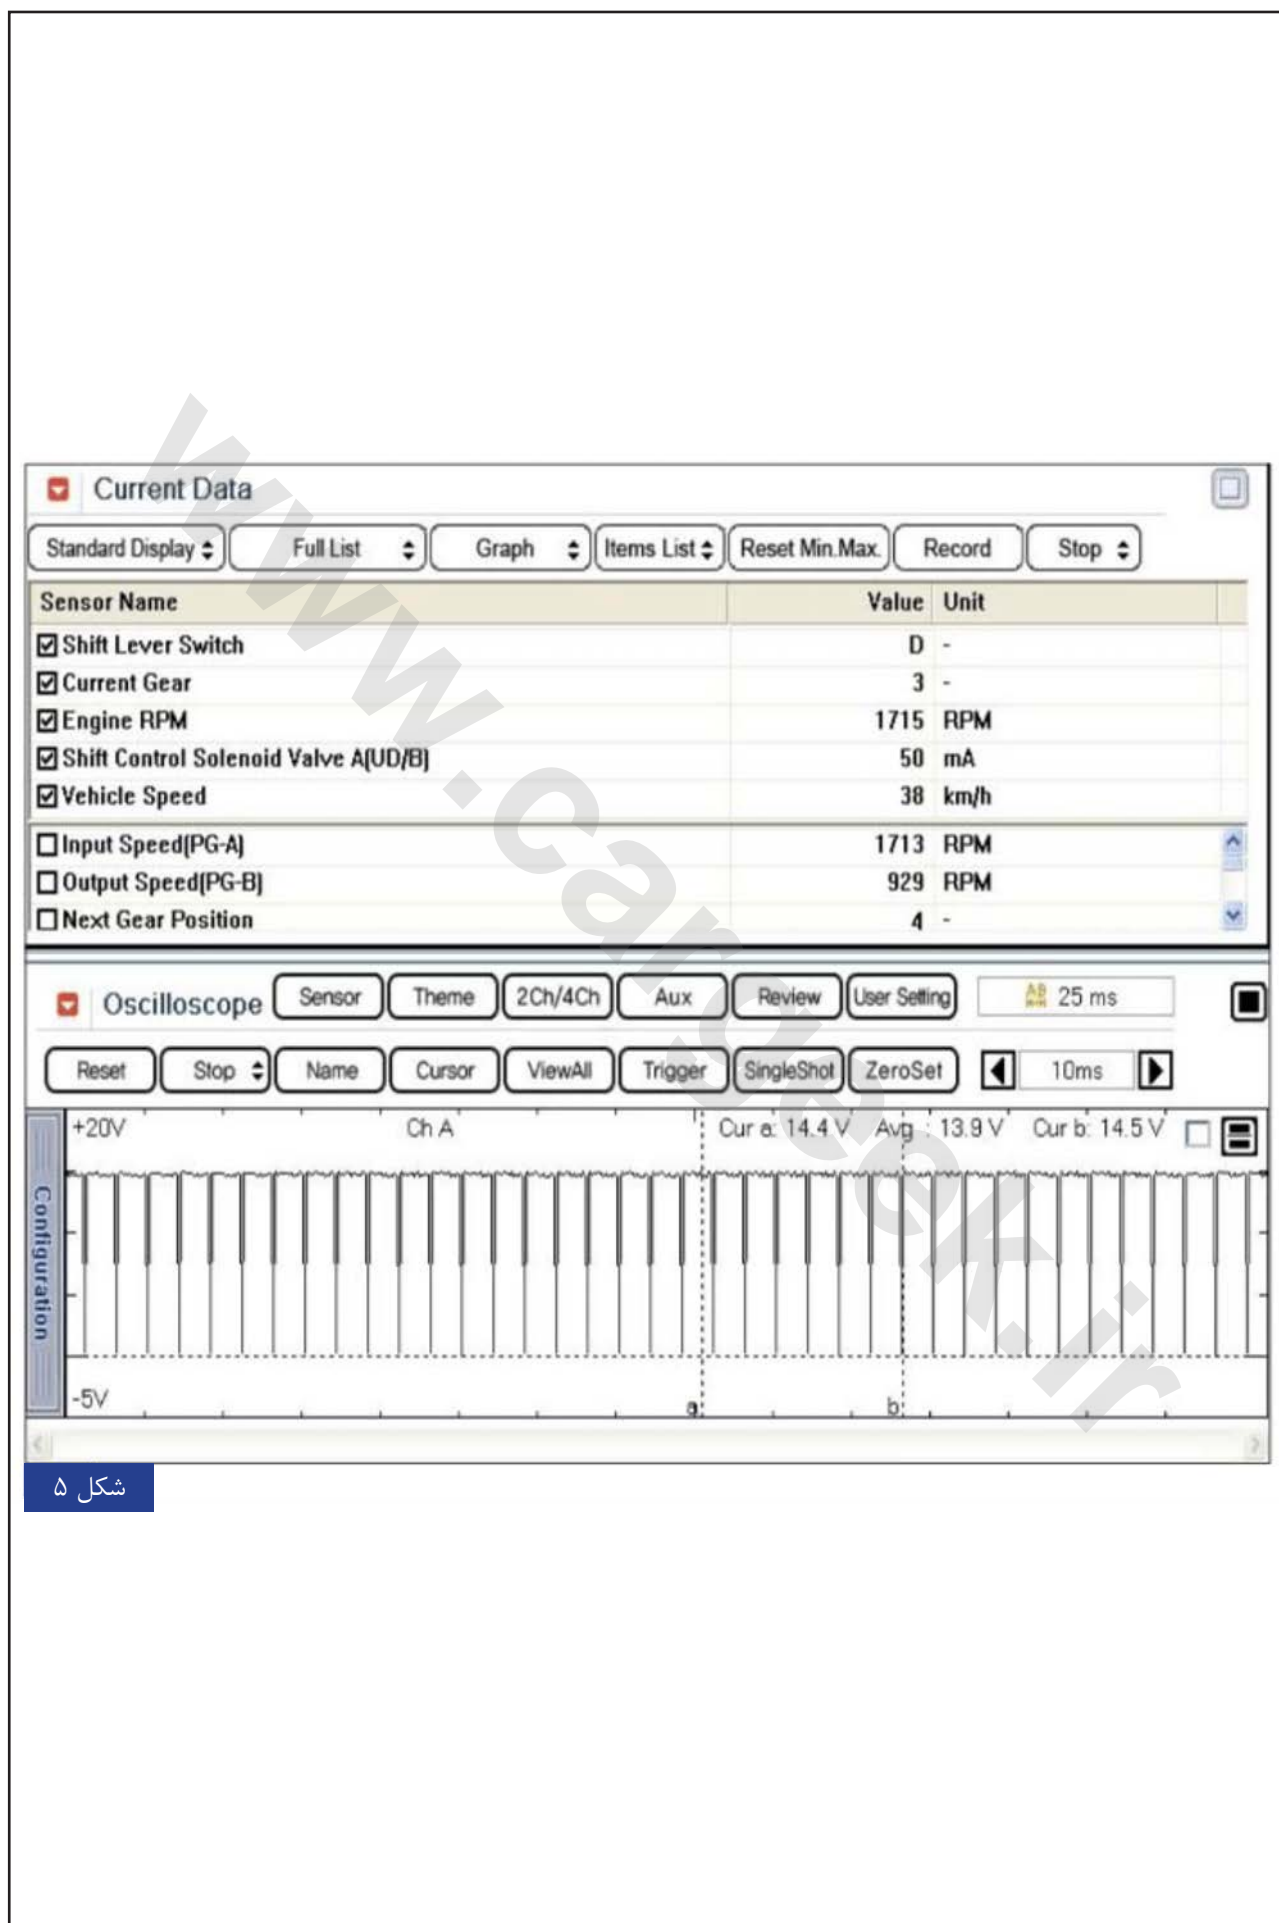 Current Data
Standard Display Full List Graph Items List Reset Min.Max. Record Stop
Sensor Name Value Unit
Shift Lever Switch D -
Current Gear 3 -
Engine RPM 1715 RPM
Shift Control Solenoid Valve A(UD/B) 50 mA
Vehicle Speed 38 km/h
Input Speed(PG-A) 1713 RPM
Output Speed(PG-B) 929 RPM
Next Gear Position 4 -
Oscilloscope Sensor Theme 2Ch/4Ch Aux Review User Setting AB 25 ms
Reset Stop Name Cursor ViewAll Trigger SingleShot ZeroSet 10ms
+20V Ch A Cur a: 14.4 V Avg : 13.9 V Cur b: 14.5 V
Configuration
-5V a b
شکل ۵
www.cargeek.ir